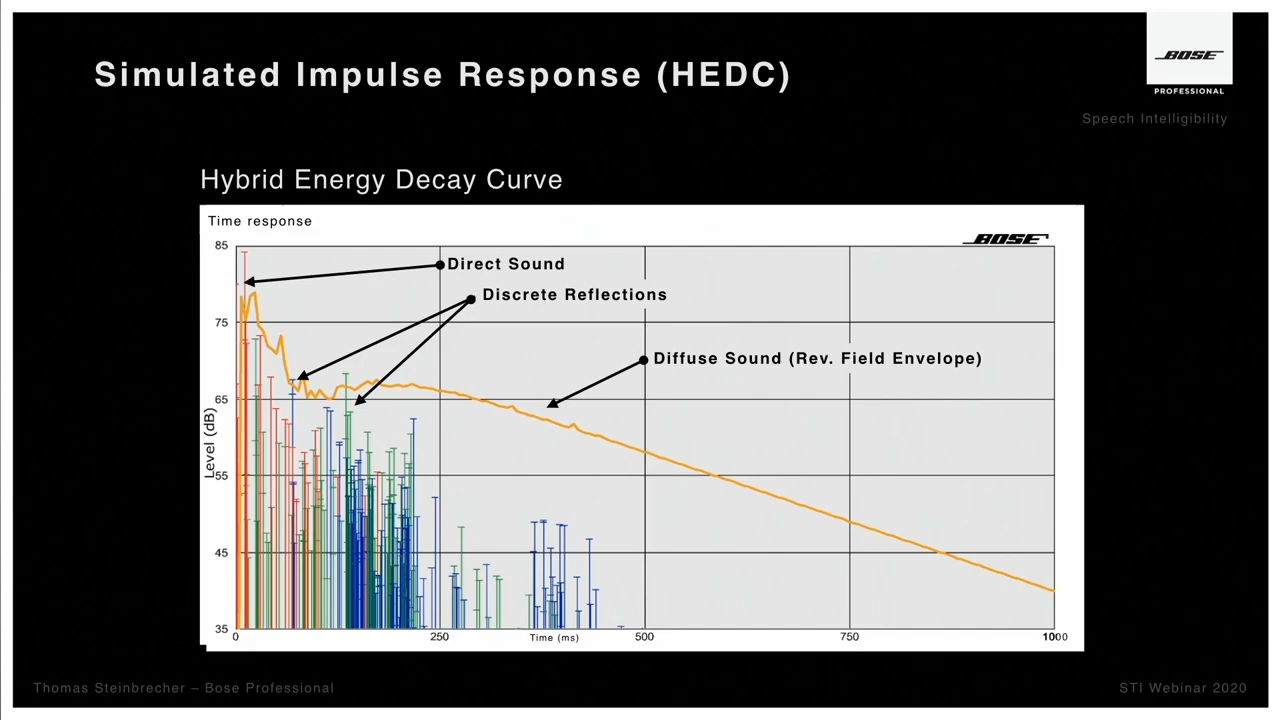 Simulated Impulse Response (HEDC)
BOSE
PROFESSIONAL
Speech Intelligibility
Hybrid Energy Decay Curve
Time response
BOSE
85
75
65
55
45
35
Level (dB)
Direct Sound
Discrete Reflections
Diffuse Sound (Rev. Field Envelope)
0
250
Time (ms)
500
750
1000
Thomas Steinbrecher – Bose Professional
STI Webinar 2020